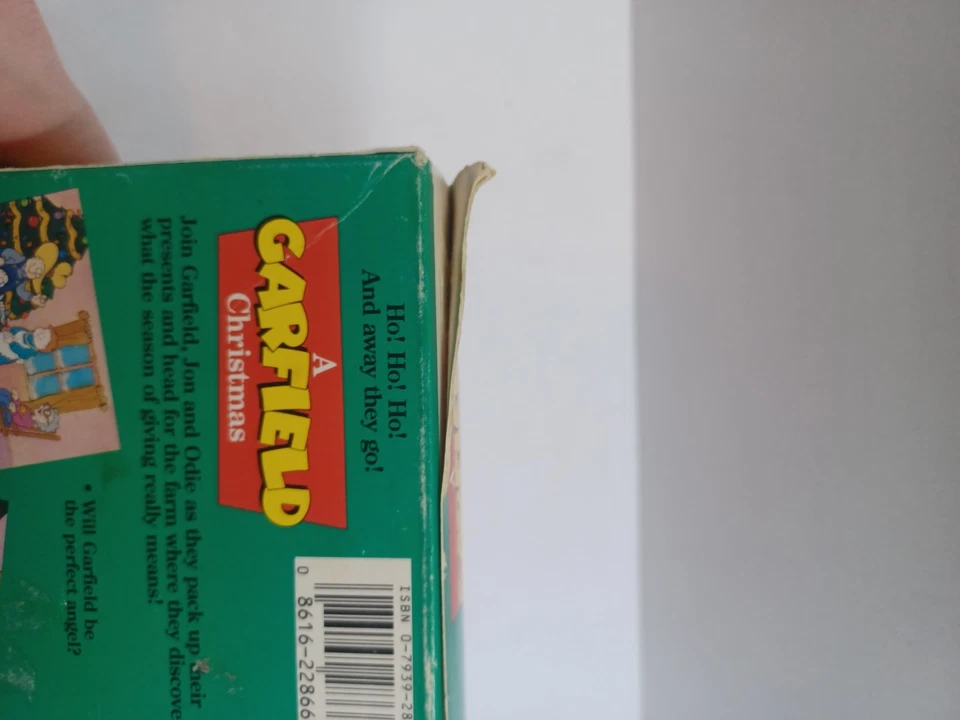 Ho! Ho! Ho!
And away they go!
A
GARFIELD
Christmas
Join Garfield, Jon and Odie as they pack up their
presents and head for the farm where they discove
what the season of giving really means!
• Will Garfield be
the perfect angel?
ISBN 0-7939-28
0 8616-22866